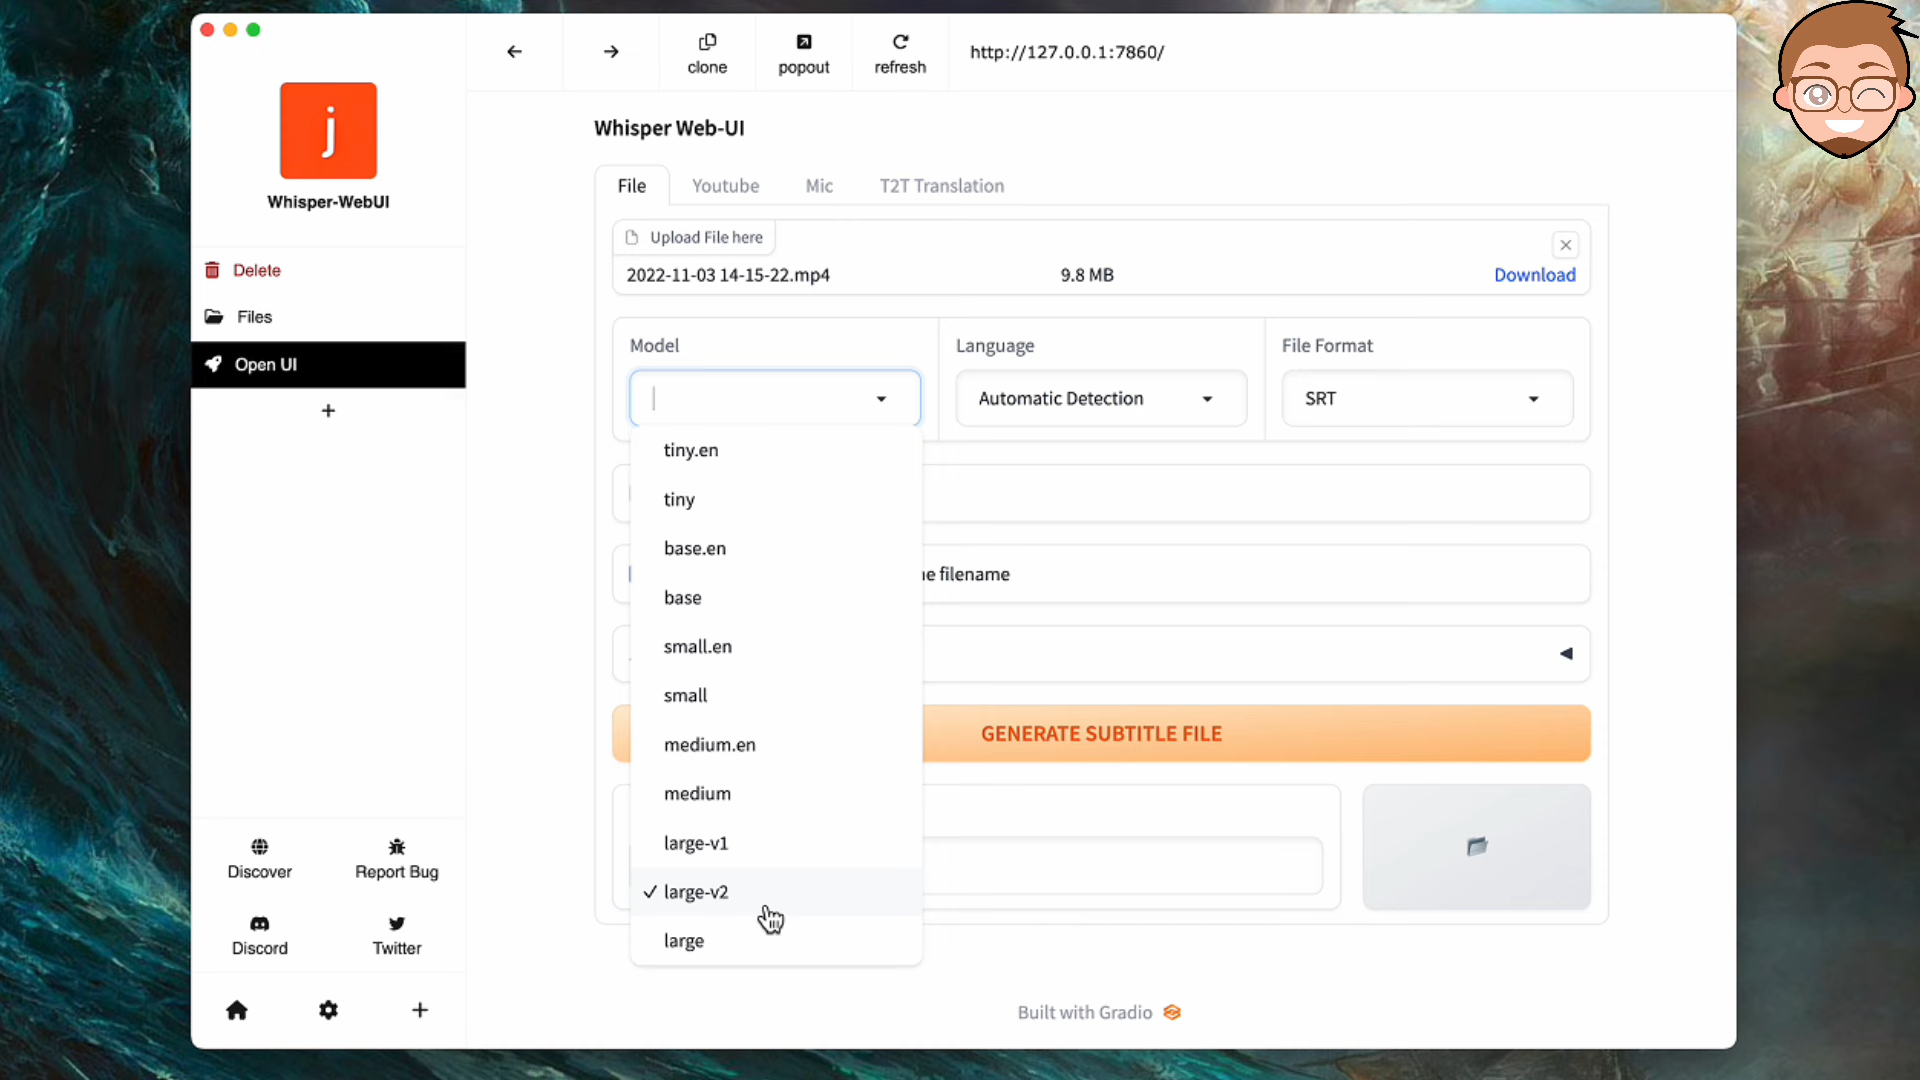 clone
popout
refresh
http://127.0.0.1:7860/
j
Whisper-WebUI
Delete
Files
Open UI
Discover
Report Bug
Discord
Twitter
Whisper Web-UI
File
Youtube
Mic
T2T Translation
Upload File here
2022-11-03 14-15-22.mp4
9.8 MB
Download
Model
Language
File Format
Automatic Detection
SRT
tiny.en
tiny
base.en
base
small.en
small
medium.en
medium
large-v1
large-v2
large
filename
GENERATE SUBTITLE FILE
Built with Gradio